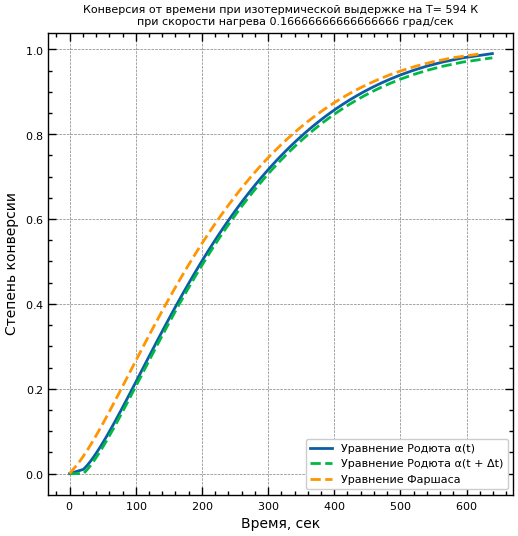 Конверсия от времени при изотермической выдержке на T= 594 К
при скорости нагрева 0.16666666666666666 град/сек
1.0
0.8
0.6
0.4
0.2
0.0
Степень конверсии
Уравнение Родюта α(t)
Уравнение Родюта α(t + Δt)
Уравнение Фаршаса
0 100 200 300 400 500 600
Время, сек